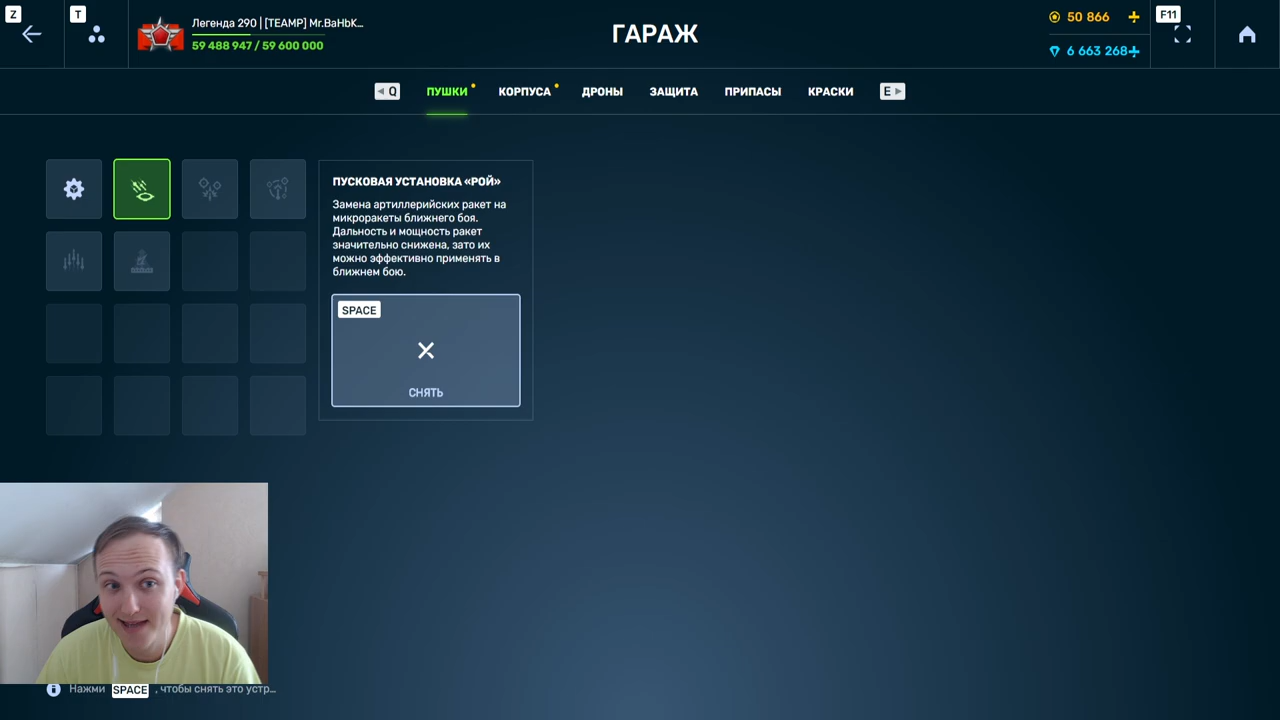 Z
T
Легенда 290 | [TEAMP] Mr.BaHbK...
59 488 947 / 59 600 000
ГАРАЖ
50 866
6 663 268
F11
Q
ПУШКИ
КОРПУСА
ДРОНЫ
ЗАЩИТА
ПРИПАСЫ
КРАСКИ
E
ПУСКОВАЯ УСТАНОВКА «РОЙ»
Замена артиллерийских ракет на
микроракеты ближнего боя.
Дальность и мощность ракет
значительно снижена, зато их
можно эффективно применять в
ближнем бою.
SPACE
СНЯТЬ
Нажми SPACE , чтобы снять это устр...